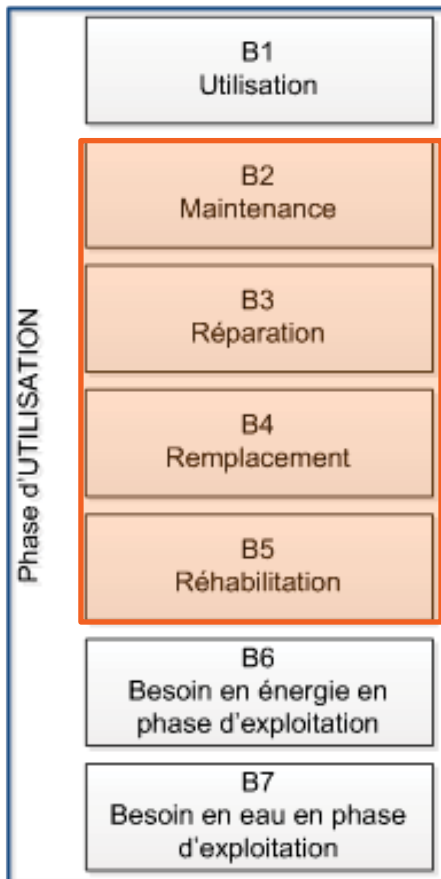 Phase d'UTILISATION
B1
Utilisation
B2
Maintenance
B3
Réparation
B4
Remplacement
B5
Réhabilitation
B6
Besoin en énergie en
phase d'exploitation
B7
Besoin en eau en phase
d'exploitation